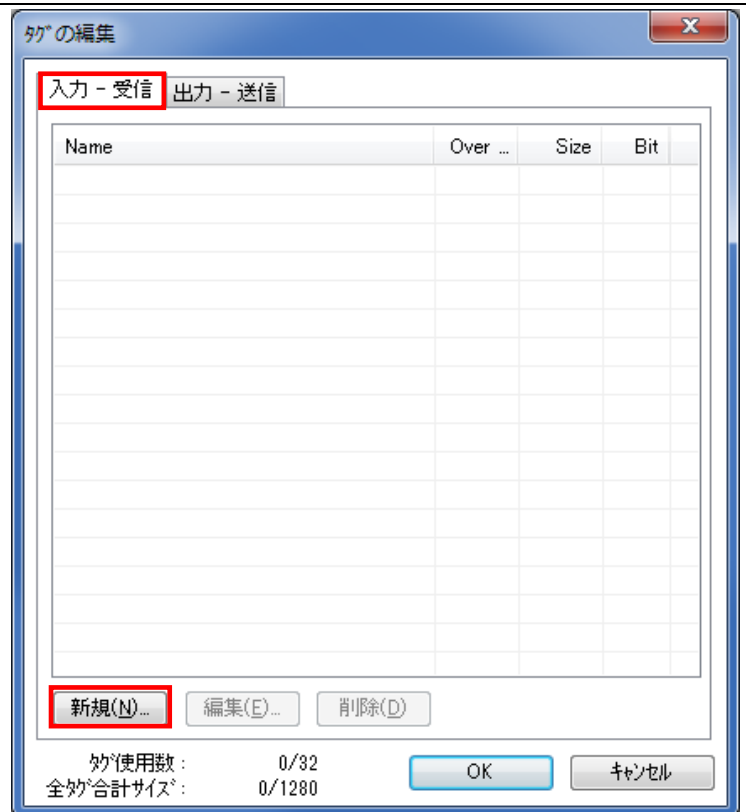 ﾀｸﾞの編集
入力 - 受信 出力 - 送信
Name Over ... Size Bit
新規(N)... 編集(E)... 削除(D)
ﾀｸﾞ使用数 : 0/32
OK ｷｬﾝｾﾙ
全ﾀｸﾞ合計ｻｲｽﾞ : 0/1280